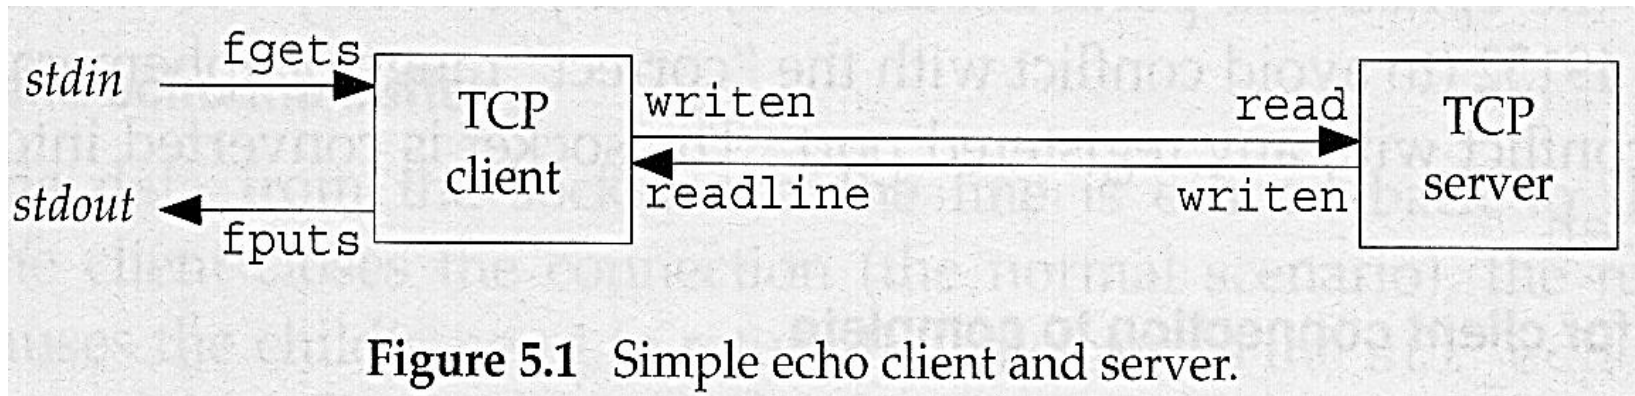 fgets
stdin
TCP
client
writen
read
TCP
server
readline
writen
stdout
fputs
Figure 5.1 Simple echo client and server.